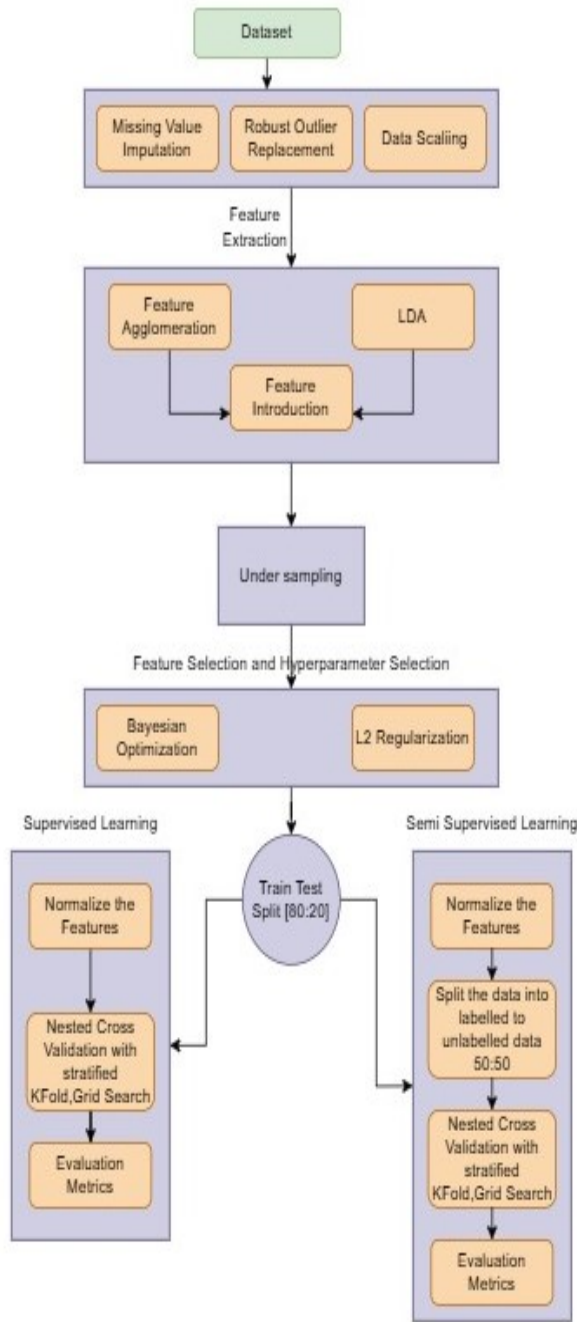 Dataset
Missing Value
Imputation
Robust Outlier
Replacement
Data Scaliing
Feature
Extraction
Feature
Agglomeration
LDA
Feature
Introduction
Under sampling
Feature Selection and Hyperparameter Selection
Bayesian
Optimization
L2 Regularization
Train Test
Split [80:20]
Supervised Learning
Normalize the
Features
Nested Cross
Validation with
stratified
KFold,Grid Search
Evaluation
Metrics
Semi Supervised Learning
Normalize the
Features
Split the data into
labelled to
unlabelled data
50:50
Nested Cross
Validation with
stratified
KFold,Grid Search
Evaluation
Metrics